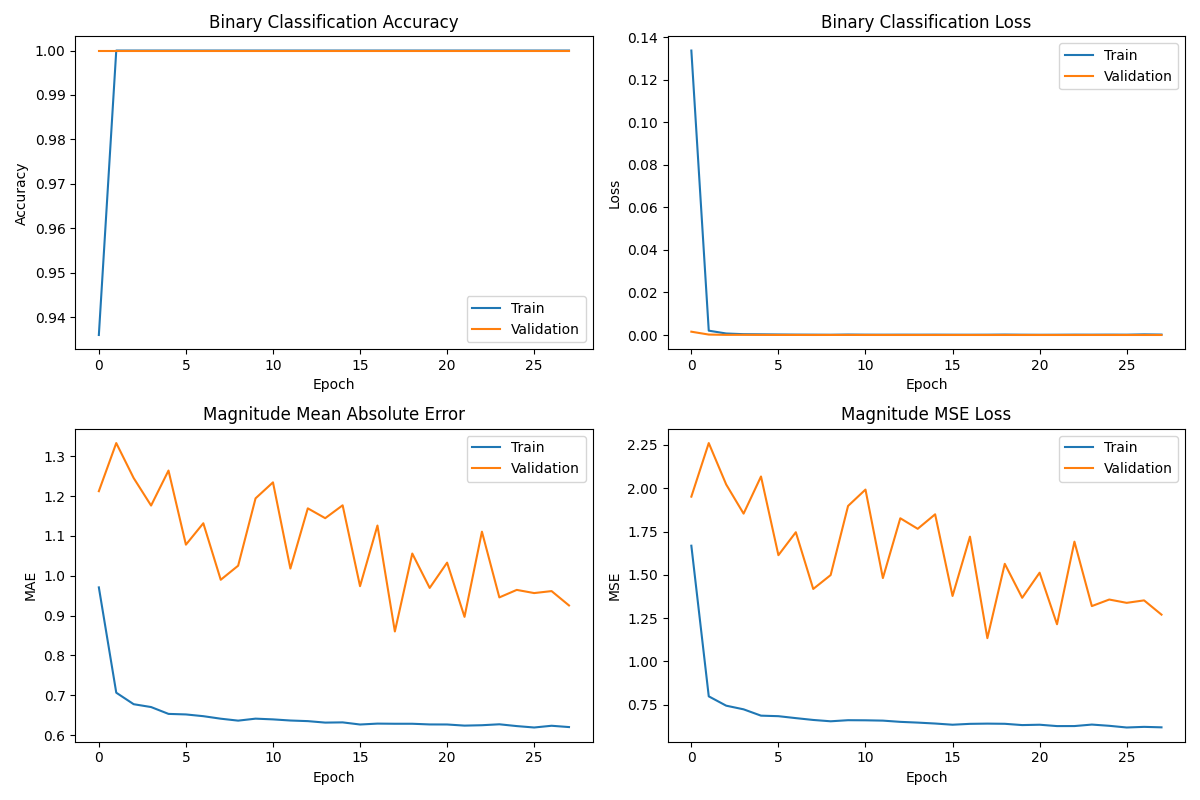 Binary Classification Accuracy
1.00
0.99
0.98
0.97
0.96
0.95
0.94
Accuracy
Train
Validation
0 5 10 15 20 25
Epoch
Binary Classification Loss
0.14
0.12
0.10
0.08
0.06
0.04
0.02
0.00
Loss
Train
Validation
0 5 10 15 20 25
Epoch
Magnitude Mean Absolute Error
1.3
1.2
1.1
1.0
0.9
0.8
0.7
0.6
MAE
Train
Validation
0 5 10 15 20 25
Epoch
Magnitude MSE Loss
2.25
2.00
1.75
1.50
1.25
1.00
0.75
MSE
Train
Validation
0 5 10 15 20 25
Epoch